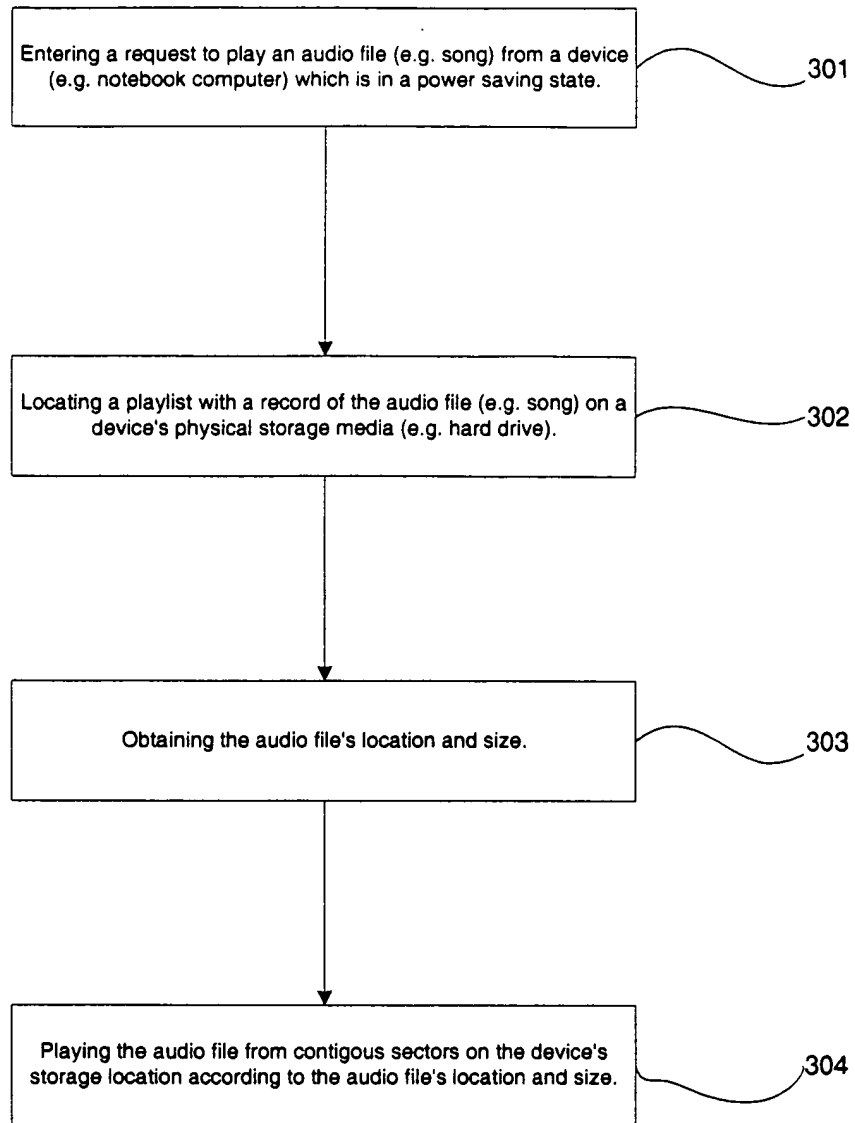 Entering a request to play an audio file (e.g. song) from a device
(e.g. notebook computer) which is in a power saving state.
301
Locating a playlist with a record of the audio file (e.g. song) on a
device's physical storage media (e.g. hard drive).
302
Obtaining the audio file's location and size.
303
Playing the audio file from contigous sectors on the device's
storage location according to the audio file's location and size.
304